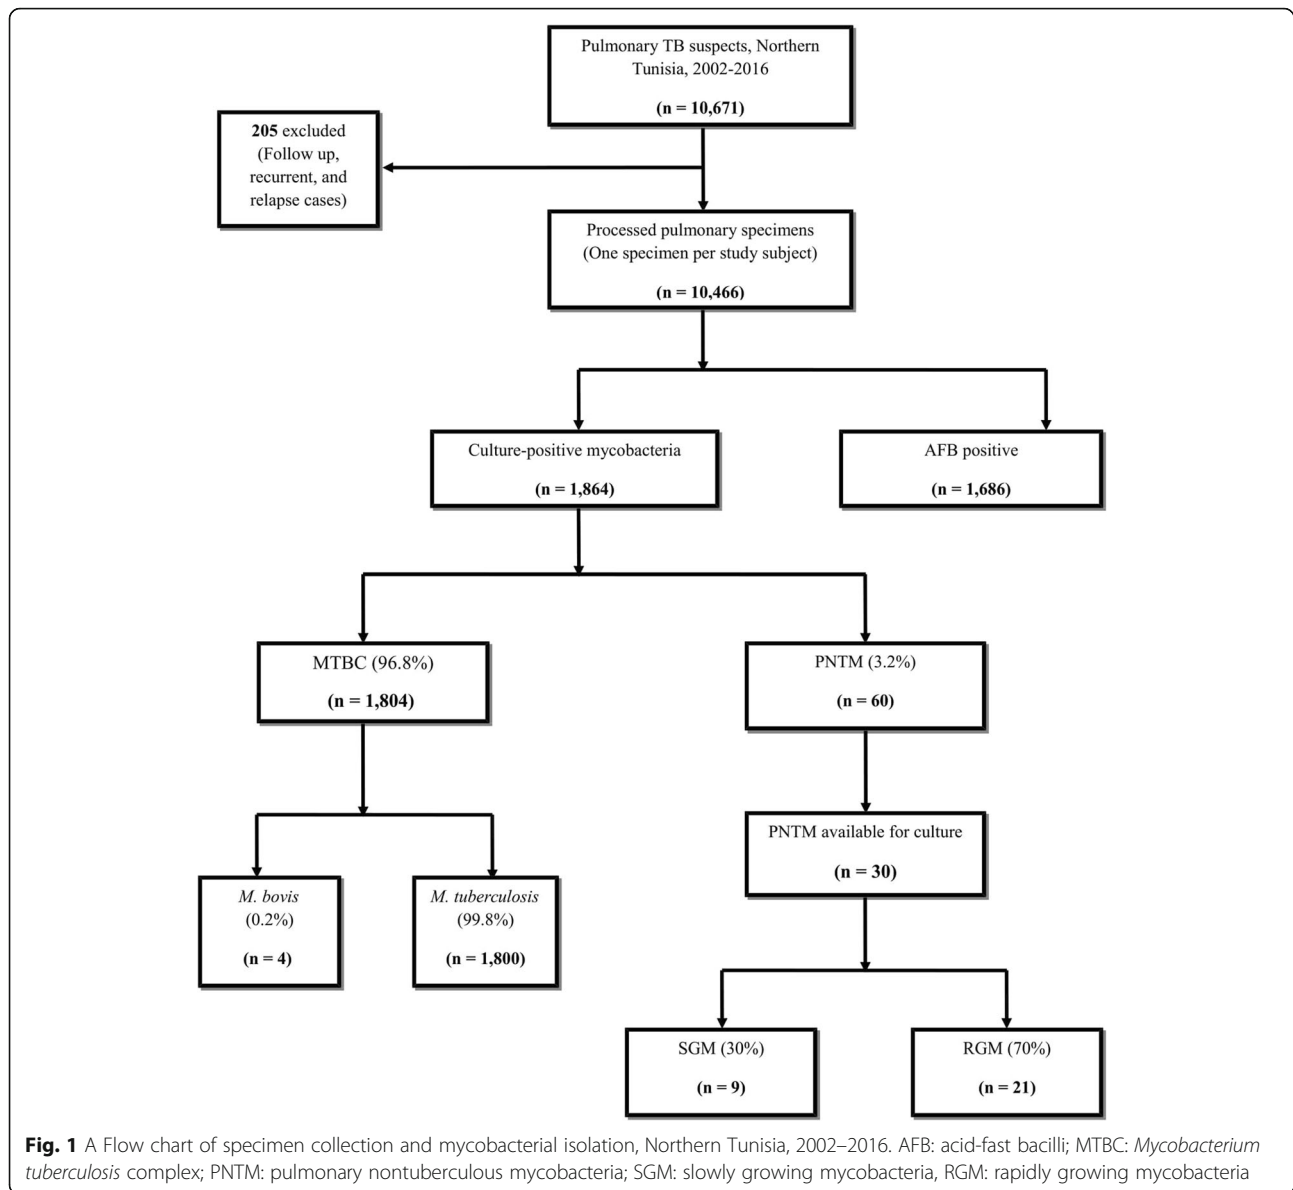 Pulmonary TB suspects, Northern
Tunisia, 2002-2016
(n = 10,671)
205 excluded
(Follow up,
recurrent, and
relapse cases)
Processed pulmonary specimens
(One specimen per study subject)
(n = 10,466)
Culture-positive mycobacteria
(n = 1,864)
AFB positive
(n = 1,686)
MTBC (96.8%)
(n = 1,804)
PNTM (3.2%)
(n = 60)
PNTM available for culture
(n = 30)
M. bovis
(0.2%)
(n = 4)
M. tuberculosis
(99.8%)
(n = 1,800)
SGM (30%)
(n = 9)
RGM (70%)
(n = 21)
Fig. 1 A Flow chart of specimen collection and mycobacterial isolation, Northern Tunisia, 2002–2016. AFB: acid-fast bacilli; MTBC: Mycobacterium
tuberculosis complex; PNTM: pulmonary nontuberculous mycobacteria; SGM: slowly growing mycobacteria, RGM: rapidly growing mycobacteria